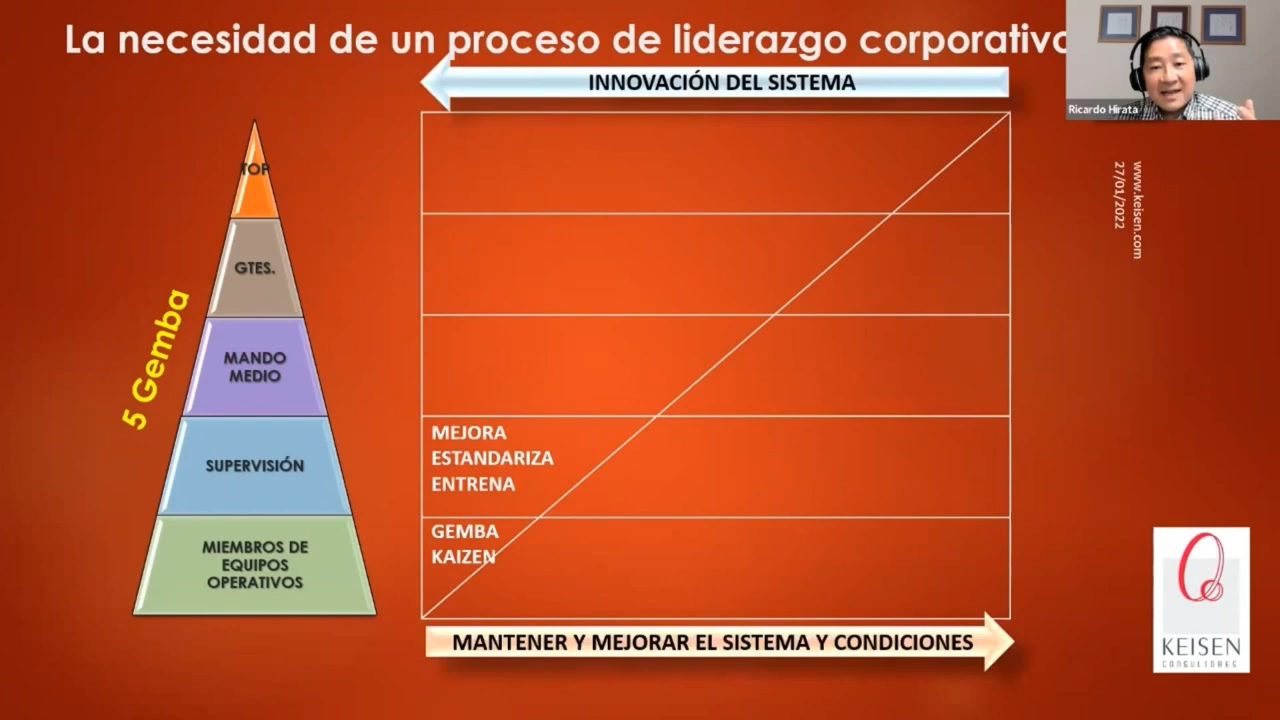 La necesidad de un proceso de liderazgo corporativo
INNOVACIÓN DEL SISTEMA
Ricardo Hirata
www.keisen.com
27/01/2022
TOP
GTES.
5 Gemba
MANDO
MEDIO
SUPERVISIÓN
MIEMBROS DE
EQUIPOS
OPERATIVOS
MEJORA
ESTANDARIZA
ENTRENA
GEMBA
KAIZEN
MANTENER Y MEJORAR EL SISTEMA Y CONDICIONES
KEISEN
CONSULTORES